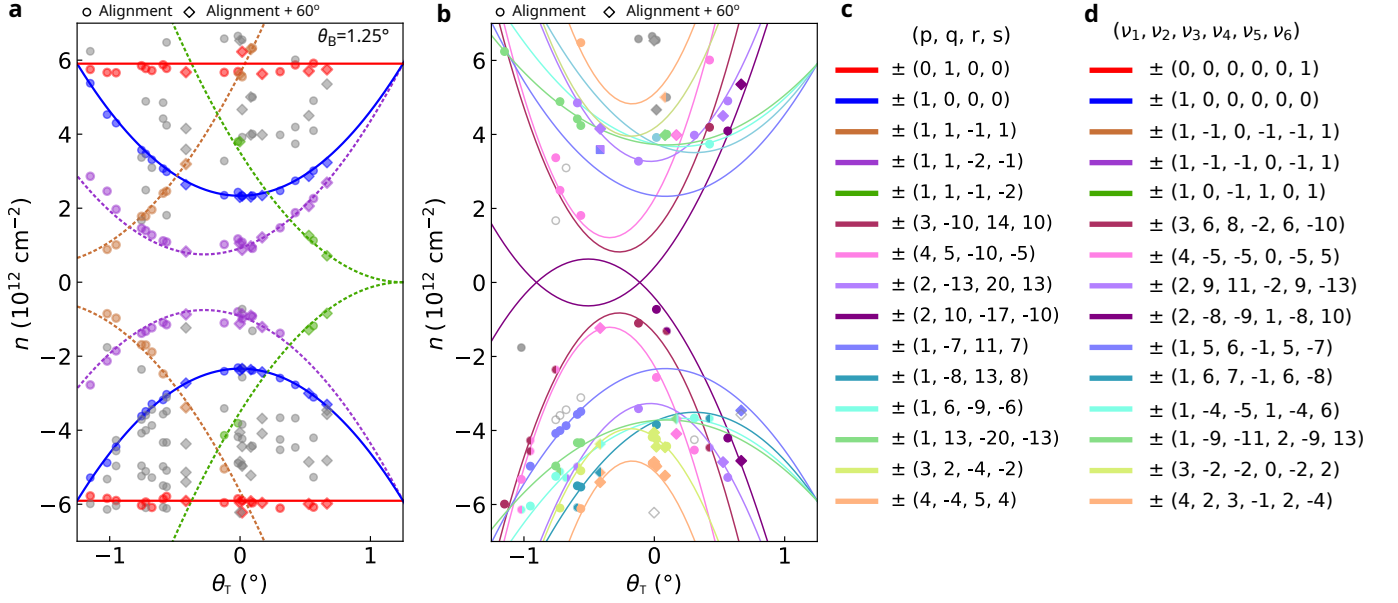 a
Alignment
Alignment + 60°
θB=1.25°
6
4
2
0
−2
−4
−6
n (10¹² cm⁻²)
−1
0
1
θT (°)
b
Alignment
Alignment + 60°
6
4
2
0
−2
−4
−6
n (10¹² cm⁻²)
−1
0
1
θT (°)
c
(p, q, r, s)
± (0, 1, 0, 0)
± (1, 0, 0, 0)
± (1, 1, -1, 1)
± (1, 1, -2, -1)
± (1, 1, -1, -2)
± (3, -10, 14, 10)
± (4, 5, -10, -5)
± (2, -13, 20, 13)
± (2, 10, -17, -10)
± (1, -7, 11, 7)
± (1, -8, 13, 8)
± (1, 6, -9, -6)
± (1, 13, -20, -13)
± (3, 2, -4, -2)
± (4, -4, 5, 4)
d
(ν₁, ν₂, ν₃, ν₄, ν₅, ν₆)
± (0, 0, 0, 0, 0, 1)
± (1, 0, 0, 0, 0, 0)
± (1, -1, 0, -1, -1, 1)
± (1, -1, -1, 0, -1, 1)
± (1, 0, -1, 1, 0, 1)
± (3, 6, 8, -2, 6, -10)
± (4, -5, -5, 0, -5, 5)
± (2, 9, 11, -2, 9, -13)
± (2, -8, -9, 1, -8, 10)
± (1, 5, 6, -1, 5, -7)
± (1, 6, 7, -1, 6, -8)
± (1, -4, -5, 1, -4, 6)
± (1, -9, -11, 2, -9, 13)
± (3, -2, -2, 0, -2, 2)
± (4, 2, 3, -1, 2, -4)